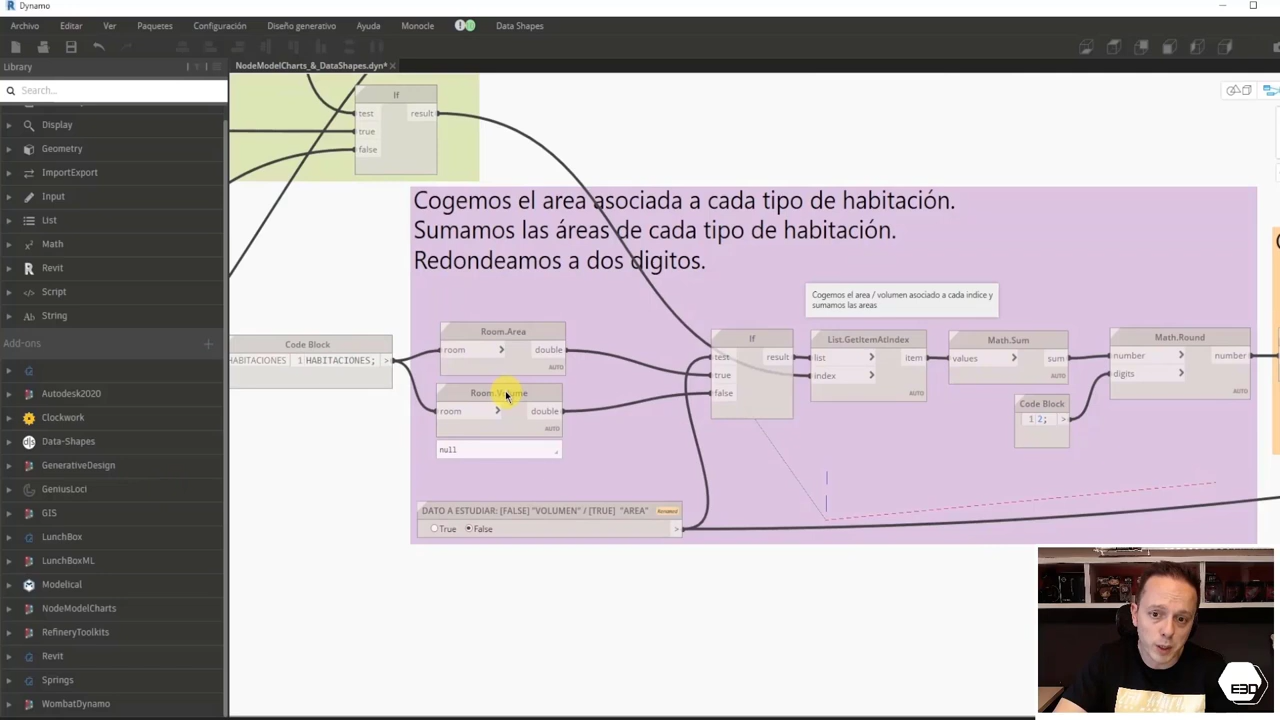 Dynamo
Archivo Editar Ver Paquetes Configuración Diseño generativo Ayuda Monocle Data Shapes
Library
NodeModelCharts_&_DataShapes.dyn*
Search...
Display
Geometry
ImportExport
Input
List
Math
Revit
Script
String
Add-ons
Autodesk2020
Clockwork
Data-Shapes
GenerativeDesign
GeniusLoci
GIS
LunchBox
LunchBoxML
Modelical
NodeModelCharts
RefineryToolkits
Revit
Springs
WombatDynamo
If
test result
true
false
Cogemos el area asociada a cada tipo de habitación.
Sumamos las áreas de cada tipo de habitación.
Redondeamos a dos digitos.
Cogemos el area / volumen asociado a cada indice y
sumamos las areas
Code Block
HABITACIONES 1 HABITACIONES; >
Room.Area
room > double
AUTO
Room.Volume
room > double
AUTO
null
If
test result
true
false
List.GetItemAtIndex
list > item
index >
AUTO
Math.Sum
values > sum
AUTO
Code Block
1 2; >
Math.Round
number > number
digits >
AUTO
DATO A ESTUDIAR: [FALSE] "VOLUMEN" / [TRUE] "AREA" Renamed
True False >
E3D